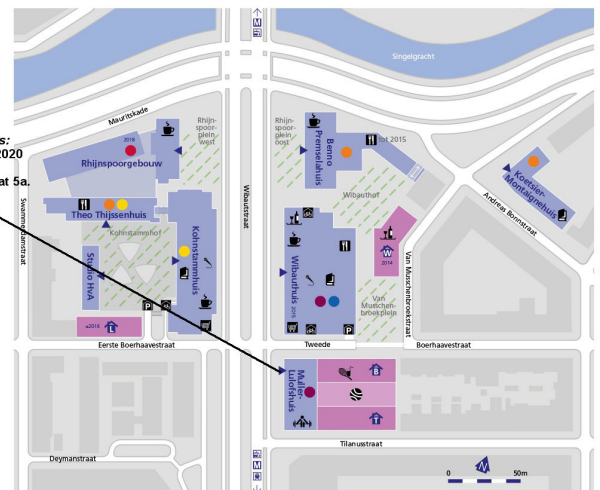 M
Singelgracht
Mauritskade
Rhijn-
spoor-
plein
west
Rhijn-
spoor-
plein
oost
s:
2020
at 5a.
2016
Rhijnspoorgebouw
Benno
Premselahuis
tot 2015
Koetsier-
Montaignehuis
Wibauthof
Andreas Bonnstraat
Swammerdamstraat
Theo Thijssenhuis
Kohnstammhof
Studio HvA
Kohnstammhuis
Wibautstraat
Wibauthuis
W
2014
Van Musschenbroekstraat
Van
Musschen-
broekplein
P
P
L
Eerste Boerhaavestraat
Tweede
Boerhaavestraat
Muller-
Lulofshuis
B
T
Tilanusstraat
Deymanstraat
M
N
0
50m